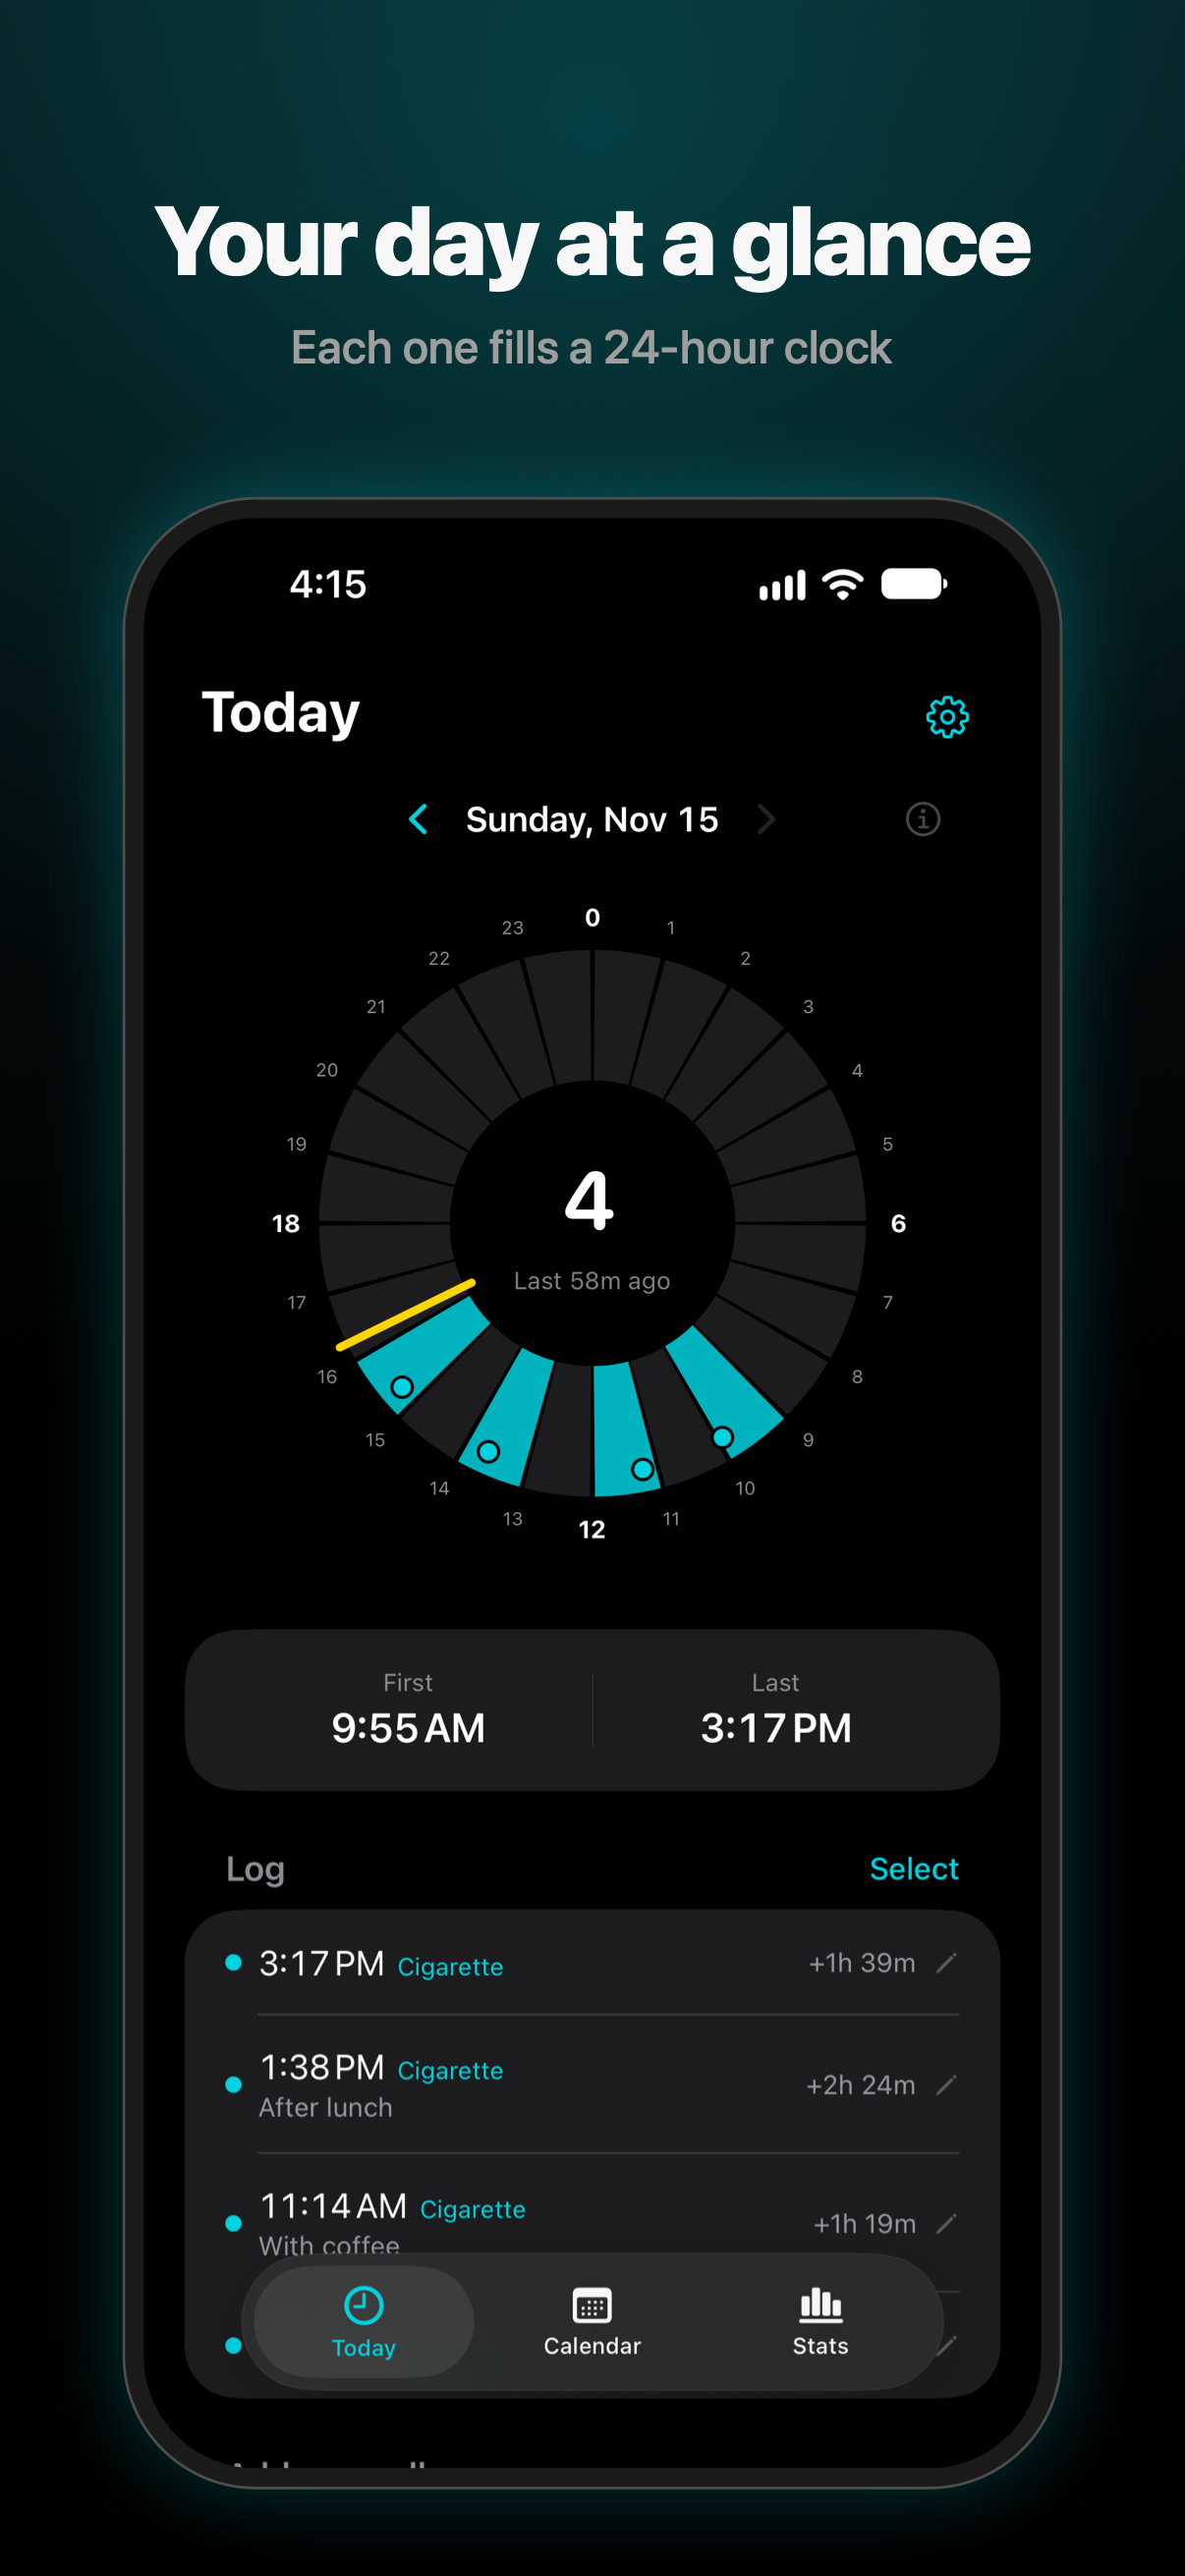 Your day at a glance
Each one fills a 24-hour clock
4:15
Today
Sunday, Nov 15
0
1
2
3
4
5
6
7
8
9
10
11
12
13
14
15
16
17
18
19
20
21
22
23
4
Last 58m ago
First
9:55 AM
Last
3:17 PM
Log
Select
3:17 PM Cigarette +1h 39m
1:38 PM Cigarette +2h 24m
After lunch
11:14 AM Cigarette +1h 19m
With coffee
Today
Calendar
Stats